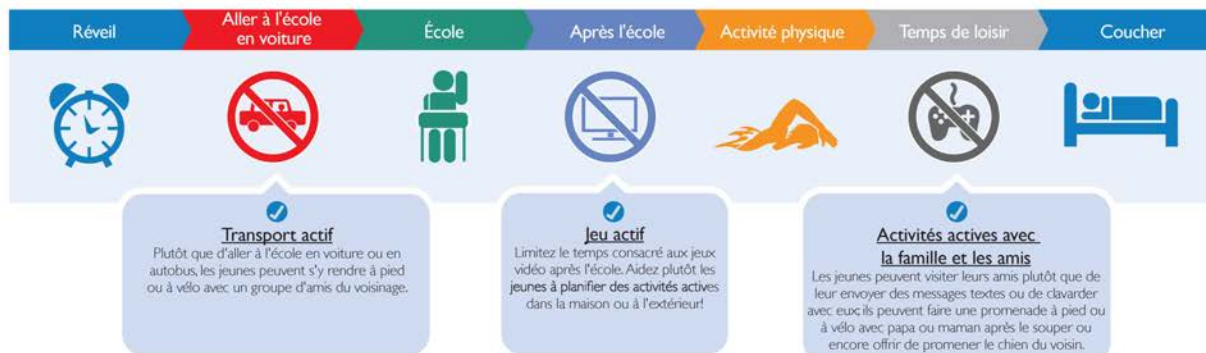 Réveil
Aller à l'école
en voiture
École
Après l'école
Activité physique
Temps de loisir
Coucher
Transport actif
Plutôt que d'aller à l'école en voiture ou en
autobus, les jeunes peuvent s'y rendre à pied
ou à vélo avec un groupe d'amis du voisinage.
Jeu actif
Limitez le temps consacré aux jeux
vidéo après l'école. Aidez plutôt les
jeunes à planifier des activités actives
dans la maison ou à l'extérieur!
Activités actives avec
la famille et les amis
Les jeunes peuvent visiter leurs amis plutôt que de
leur envoyer des messages textes ou de clavarder
avec eux; ils peuvent faire une promenade à pied ou
à vélo avec papa ou maman après le souper ou
encore offrir de promener le chien du voisin.